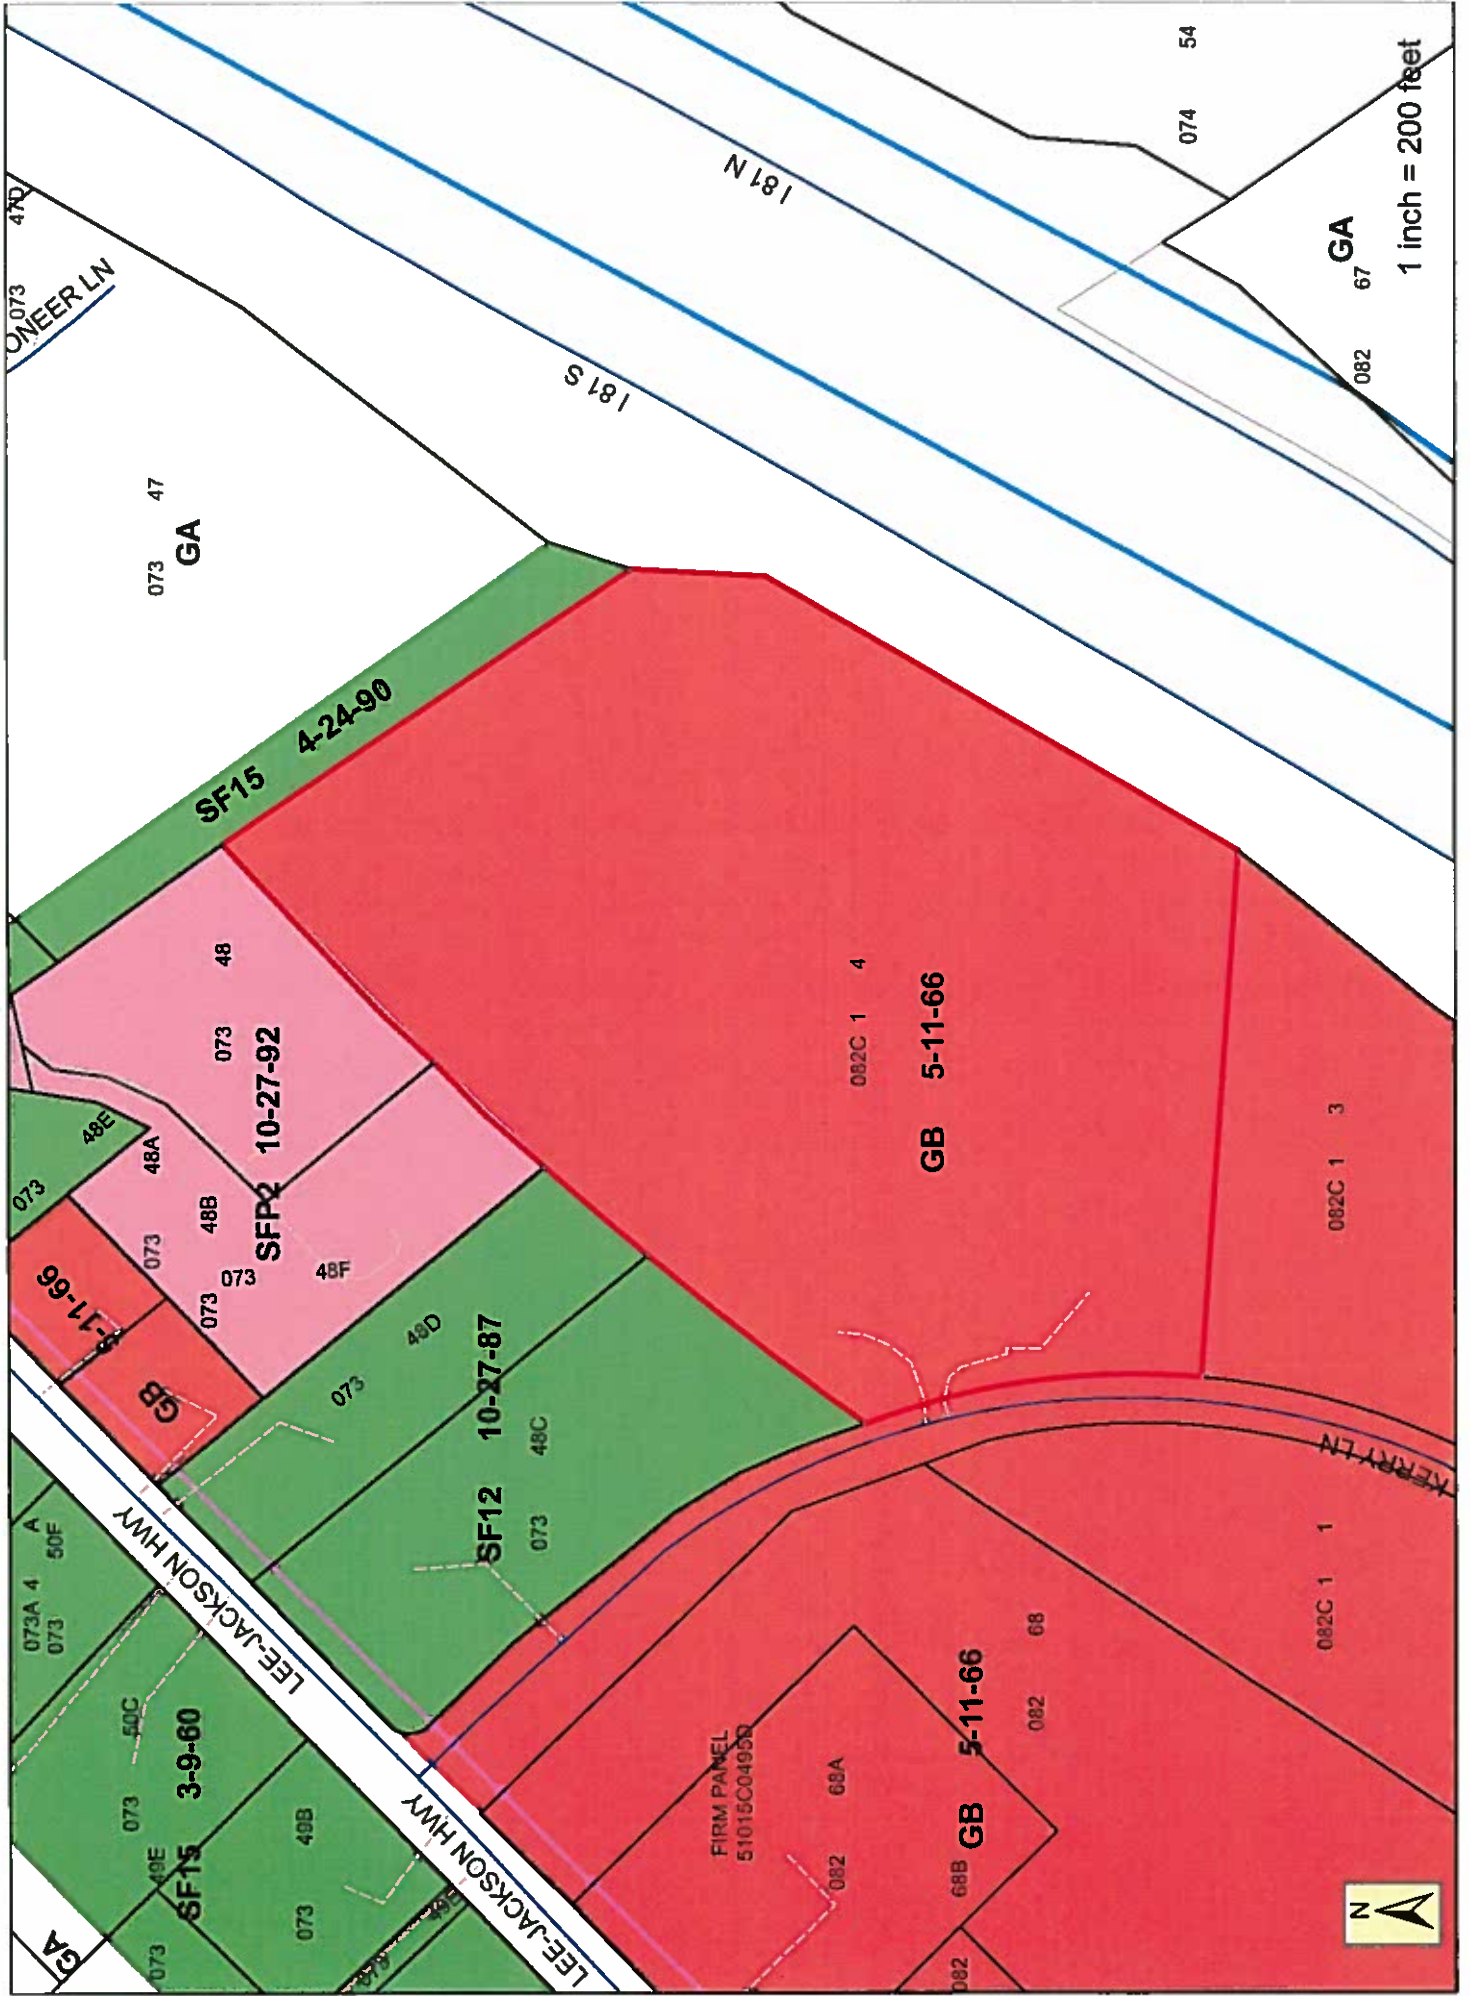 073 47D
ONEER LN
073 47
GA
I 81 S
I 81 N
074 54
GA
082 67
1 inch = 200 feet
SF15 4-24-90
073 48
SFP2 10-27-92
48E
073
48A
073
48B
073
48F
073
GB
073 48D
SF12 10-27-87
073 48C
082C 1 4
GB 5-11-66
082C 1 3
KERRY LN
082C 1 1
082 68
GB 5-11-66
FIRM PANEL
51015C0495D
082 68A
68B
082
LEE-JACKSON HWY
LEE-JACKSON HWY
073A 4 A
073 50F
073 50C
SF15 3-9-60
49E
073 49B
073
GA
N